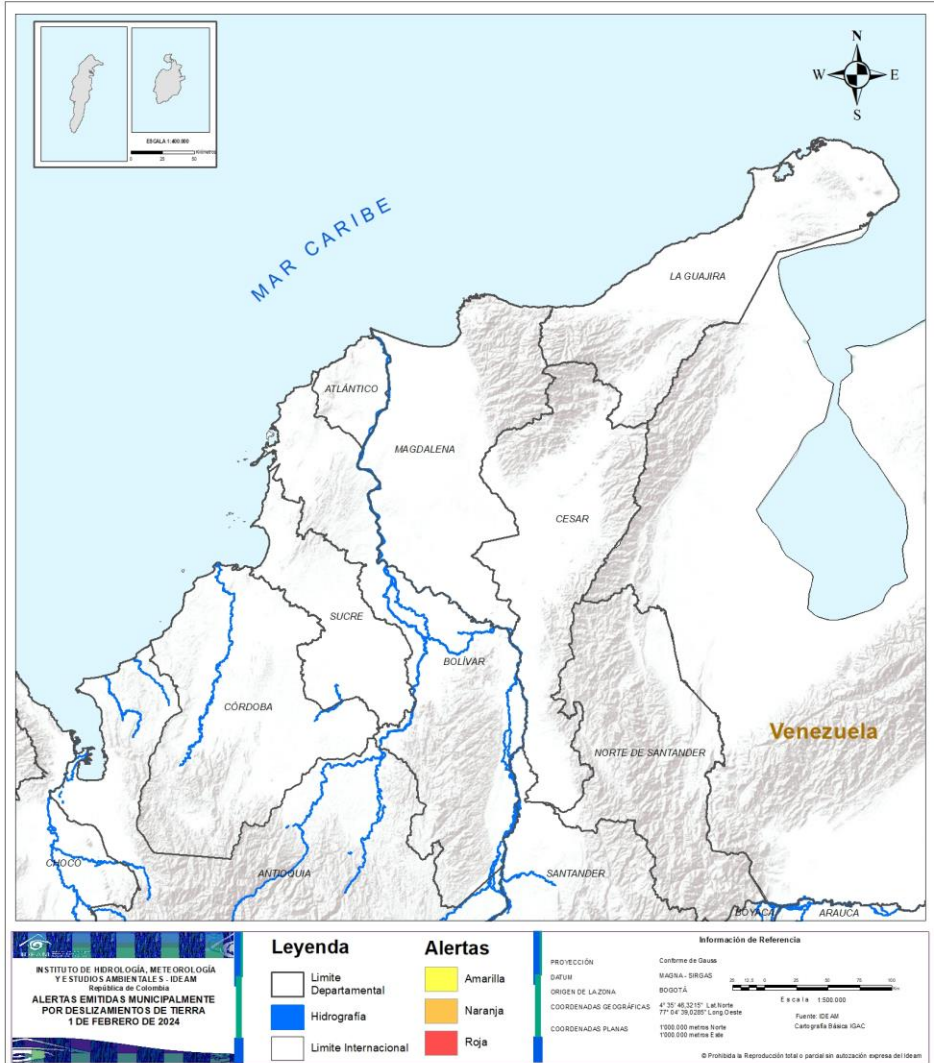 N
W E
S
ESCALA 1:400.000
0 25 50 Kilómetros
MAR CARIBE
LA GUAJIRA
ATLÁNTICO
MAGDALENA
CESAR
SUCRE
BOLÍVAR
CÓRDOBA
NORTE DE SANTANDER
Venezuela
CHOCO
ANTIOQUIA
SANTANDER
BOYACÁ
ARAUCA
INSTITUTO DE HIDROLOGÍA, METEOROLOGÍA
Y ESTUDIOS AMBIENTALES - IDEAM
República de Colombia
ALERTAS EMITIDAS MUNICIPALMENTE
POR DESLIZAMIENTOS DE TIERRA
1 DE FEBRERO DE 2024
Leyenda
Limite
Departamental
Hidrografía
Limite Internacional
Alertas
Amarilla
Naranja
Roja
Información de Referencia
PROYECCIÓN Conforme de Gauss
DATUM MAGNA - SIRGAS
ORIGEN DE LA ZONA BOGOTÁ
COORDENADAS GEOGRÁFICAS 4° 35' 46,3215" Lat.Norte
77° 04' 39,0285" Long.Oeste
COORDENADAS PLANAS 1'000.000 metros Norte
1'000.000 metros Este
Escala 1:500.000
Fuente: IDEAM
Cartografía Básica IGAC
© Prohibida la Reproducción total o parcial sin autización expresa del Ideam